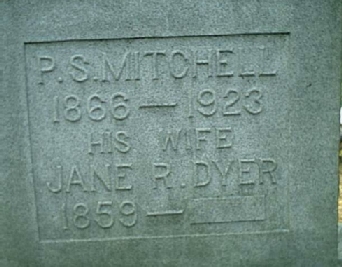 P.S. MITCHELL
1866 — 1923
HIS WIFE
JANE R. DYER
1859 —